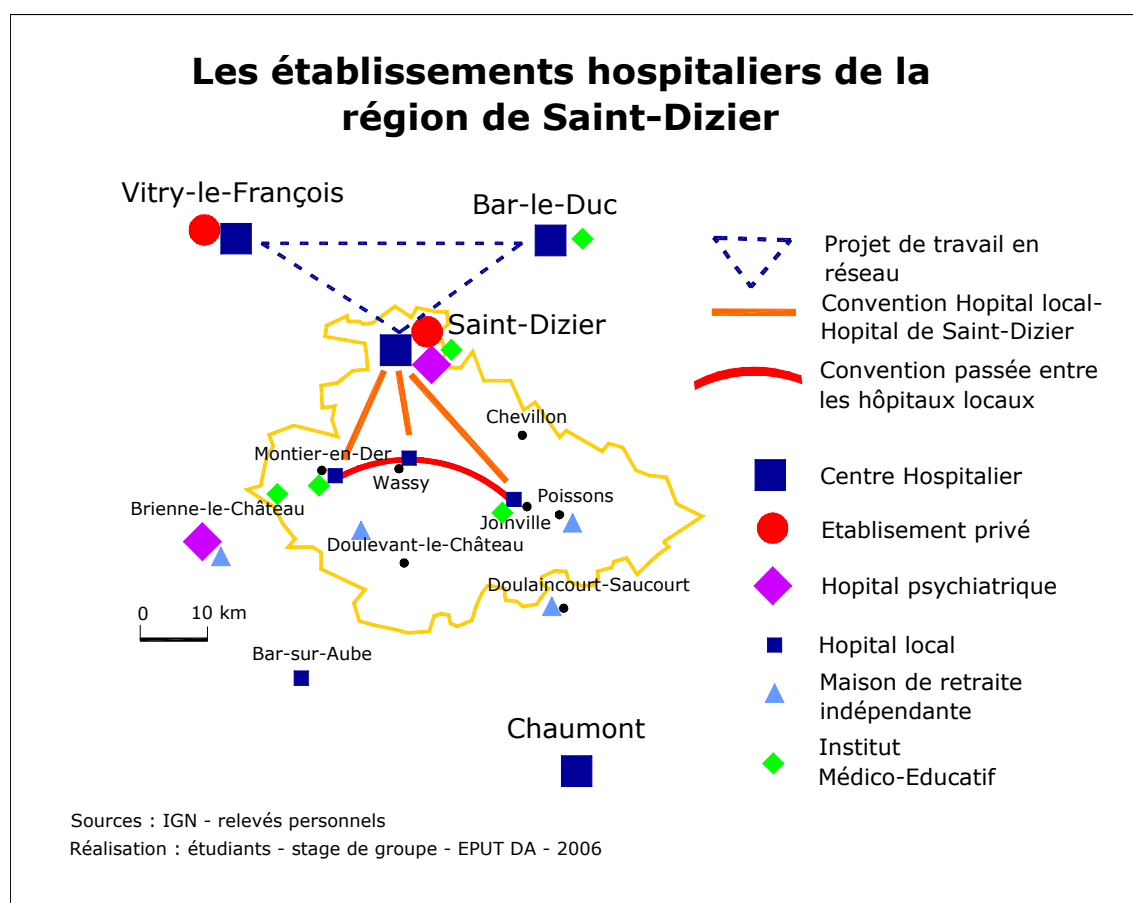 Les établissements hospitaliers de la
région de Saint-Dizier
Vitry-le-François
Bar-le-Duc
Saint-Dizier
Chevillon
Montier-en-Der
Wassy
Brienne-le-Château
Poissons
Joinville
Doulevant-le-Château
Doulaincourt-Saucourt
0 10 km
Bar-sur-Aube
Chaumont
Projet de travail en
réseau
Convention Hopital local-
Hopital de Saint-Dizier
Convention passée entre
les hôpitaux locaux
Centre Hospitalier
Etablisement privé
Hopital psychiatrique
Hopital local
Maison de retraite
indépendante
Institut
Médico-Educatif
Sources : IGN - relevés personnels
Réalisation : étudiants - stage de groupe - EPUT DA - 2006